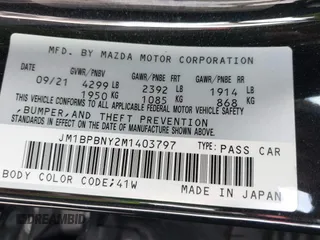 MFD. BY MAZDA MOTOR CORPORATION
GVWR/PNBV GAWR/PNBE FRT GAWR/PNBE RR
09/21 4299 LB 2392 LB 1914 LB
1950 KG 1085 KG 868 KG
THIS VEHICLE CONFORMS TO ALL APPLICABLE FEDERAL MOTOR VEHICLE SAFETY
, BUMPER, AND THEFT PREVENTION
STANDARDS IN EFFECT ON THE DATE OF MANUFACTURE SHOWN ABOVE.
JM1BPBNY2M1403797 TYPE:PASS CAR
BODY COLOR CODE:41W MADE IN JAPAN
DREAMBID